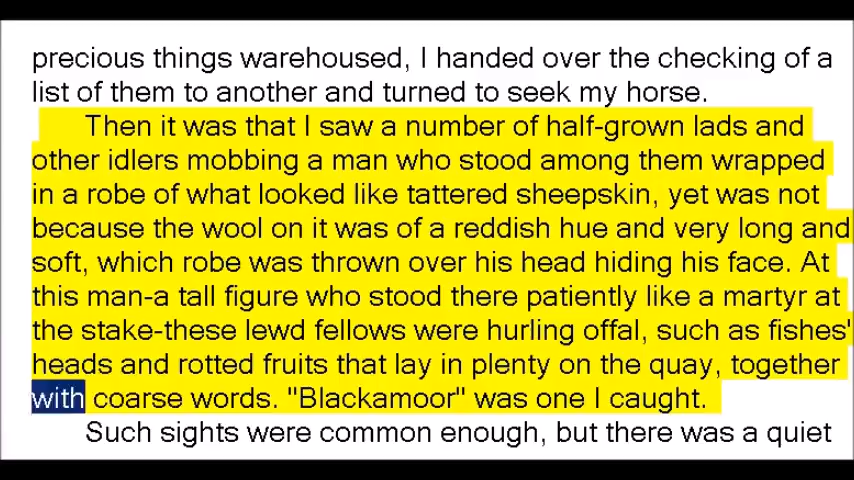 precious things warehoused, I handed over the checking of a
list of them to another and turned to seek my horse.
Then it was that I saw a number of half-grown lads and
other idlers mobbing a man who stood among them wrapped
in a robe of what looked like tattered sheepskin, yet was not
because the wool on it was of a reddish hue and very long and
soft, which robe was thrown over his head hiding his face. At
this man-a tall figure who stood there patiently like a martyr at
the stake-these lewd fellows were hurling offal, such as fishes'
heads and rotted fruits that lay in plenty on the quay, together
with coarse words. "Blackamoor" was one I caught.
Such sights were common enough, but there was a quiet